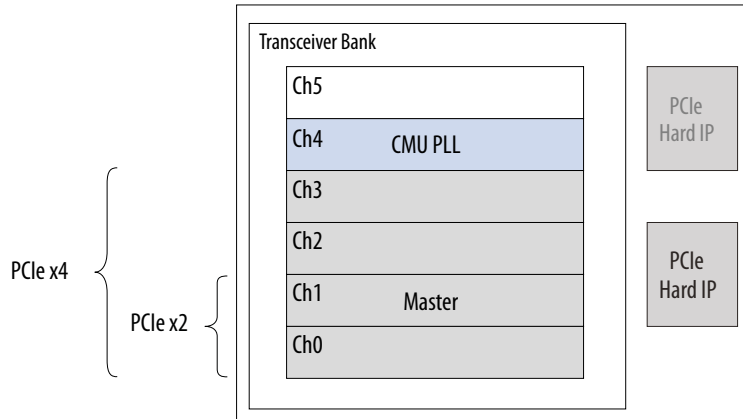 Transceiver Bank
Ch5
PCIe
Hard IP
Ch4 CMU PLL
Ch3
Ch2
PCIe
Hard IP
PCIe x4
Ch1 Master
PCIe x2
Ch0